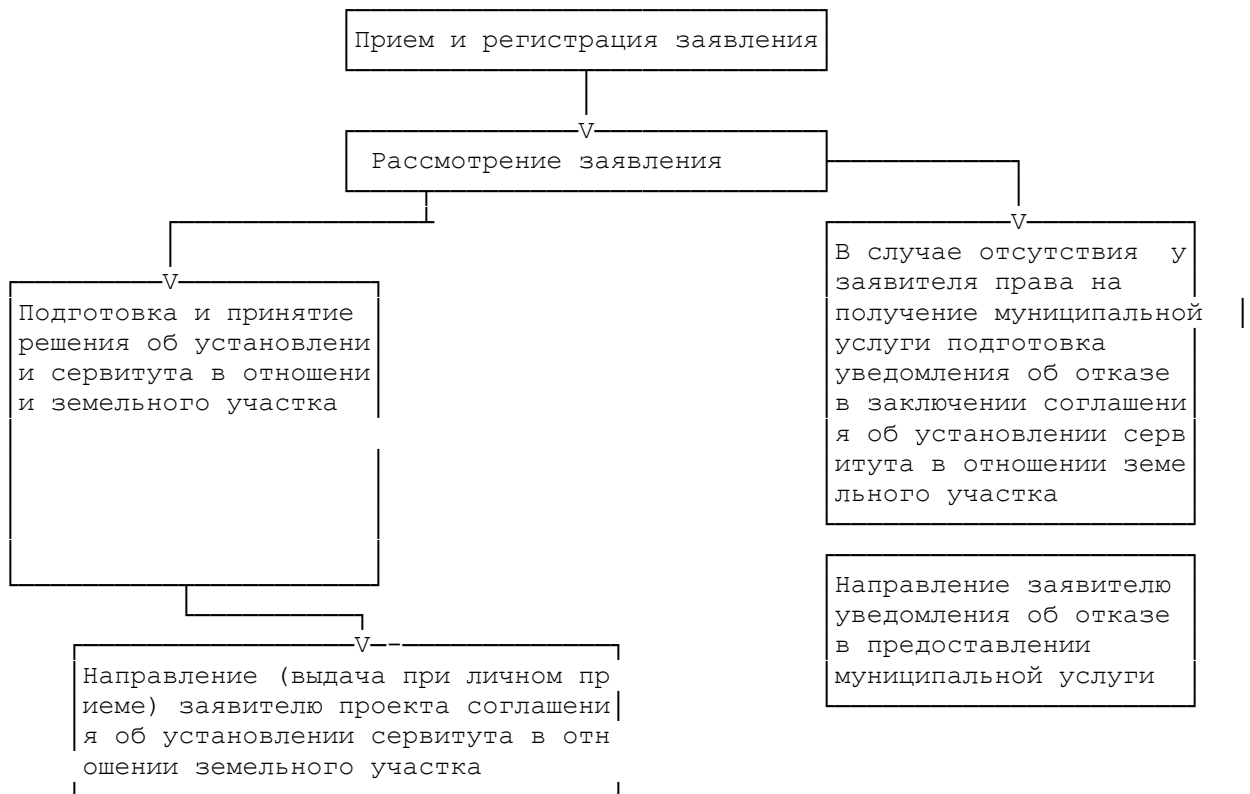 Прием и регистрация заявления
Рассмотрение заявления
Подготовка и принятие
решения об установлени
и сервитута в отношени
и земельного участка
Направление (выдача при личном пр
иеме) заявителю проекта соглашени
я об установлении сервитута в отн
ошении земельного участка
В случае отсутствия у
заявителя права на
получение муниципальной
услуги подготовка
уведомления об отказе
в заключении соглашени
я об установлении серв
итута в отношении земе
льного участка
Направление заявителю
уведомления об отказе
в предоставлении
муниципальной услуги